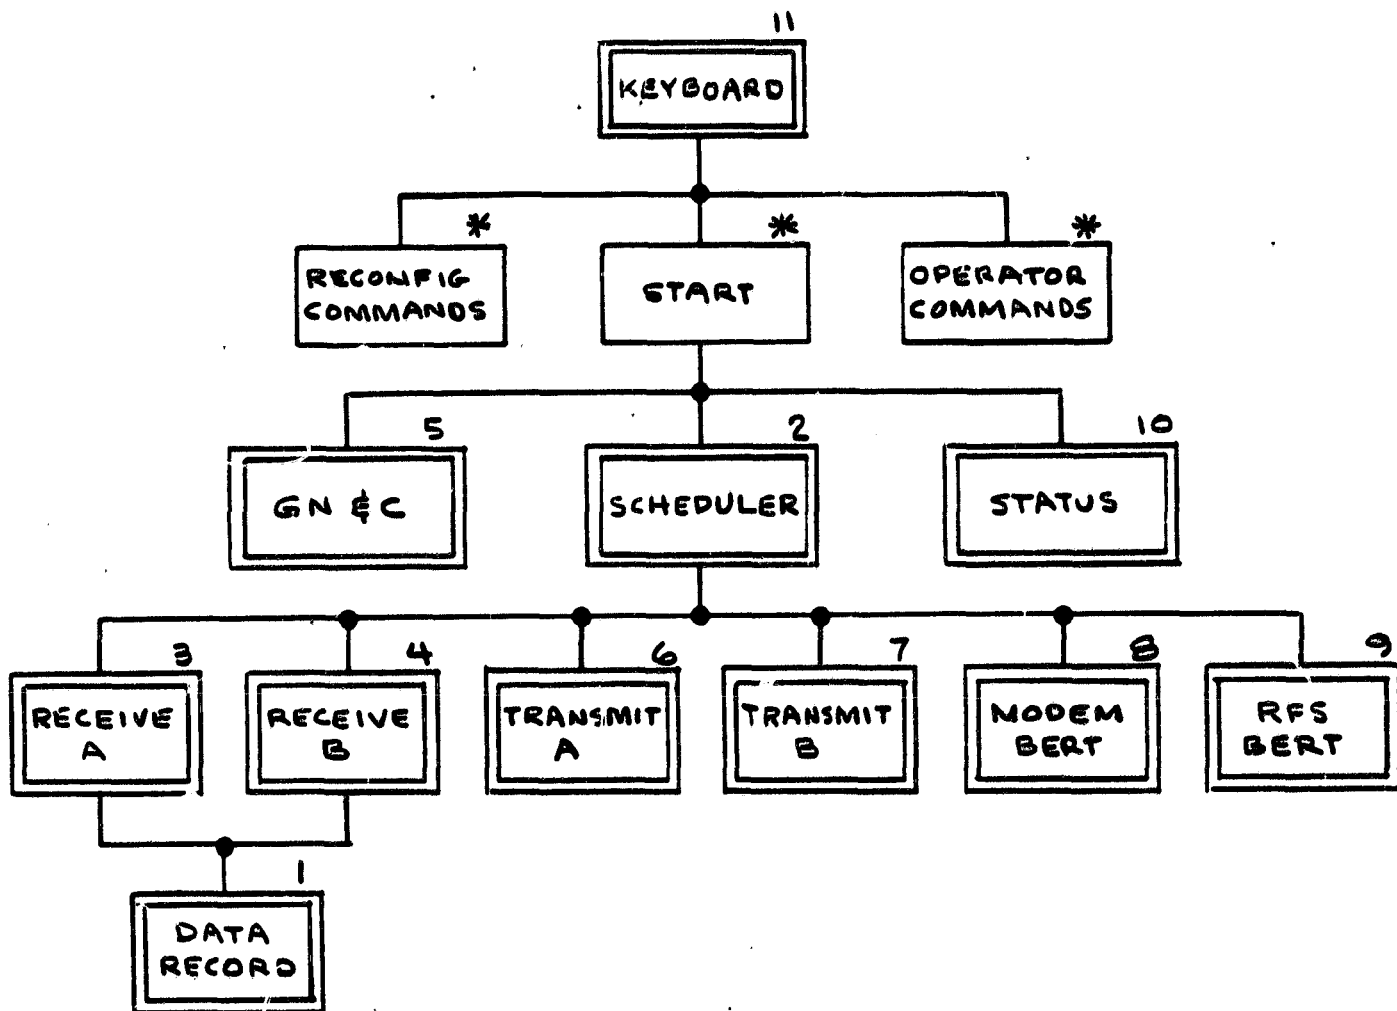 11
KEYBOARD
* * *
RECONFIG
COMMANDS
START
OPERATOR
COMMANDS
5 2 10
GN & C
SCHEDULER
STATUS
3 4 6 7 8 9
RECEIVE
A
RECEIVE
B
TRANSMIT
A
TRANSMIT
B
MODEM
BERT
RFS
BERT
1
DATA
RECORD